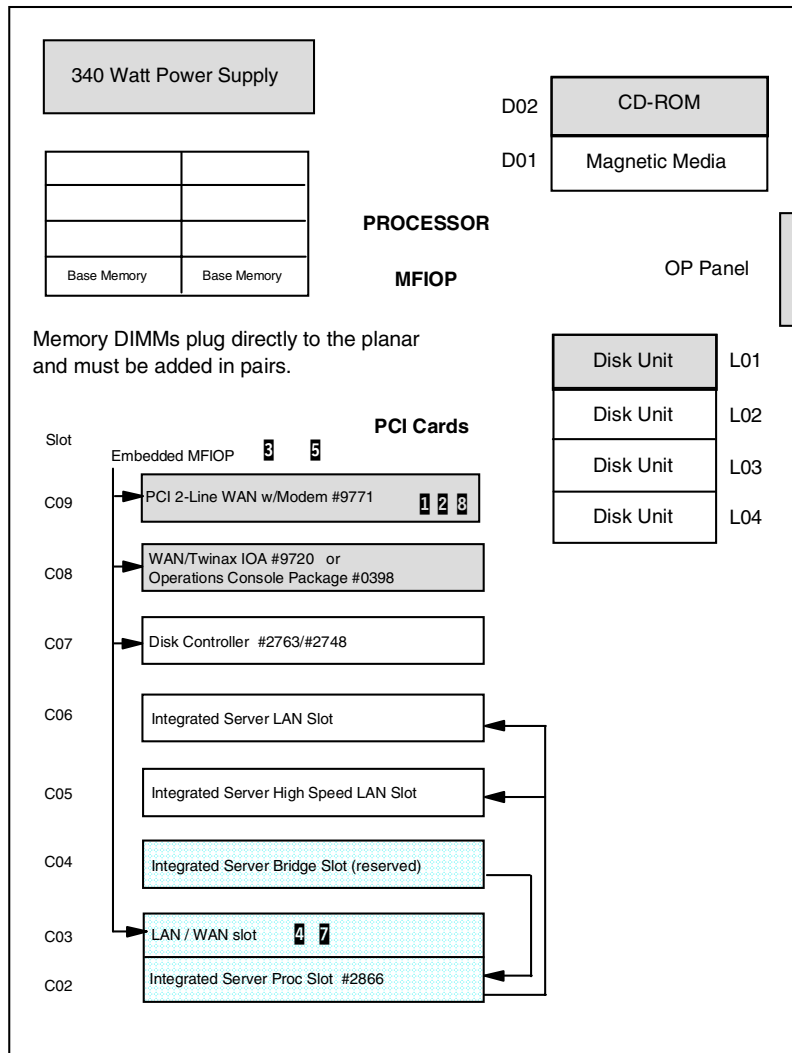 340 Watt Power Supply
D02 CD-ROM
D01 Magnetic Media
PROCESSOR
Base Memory Base Memory
MFIOP
OP Panel
Memory DIMMs plug directly to the planar
and must be added in pairs.
Disk Unit L01
Disk Unit L02
Disk Unit L03
Disk Unit L04
PCI Cards
Slot
Embedded MFIOP 3 5
C09 PCI 2-Line WAN w/Modem #9771 1 2 8
C08 WAN/Twinax IOA #9720 or
Operations Console Package #0398
C07 Disk Controller #2763/#2748
C06 Integrated Server LAN Slot
C05 Integrated Server High Speed LAN Slot
C04 Integrated Server Bridge Slot (reserved)
C03 LAN / WAN slot 4 7
C02 Integrated Server Proc Slot #2866